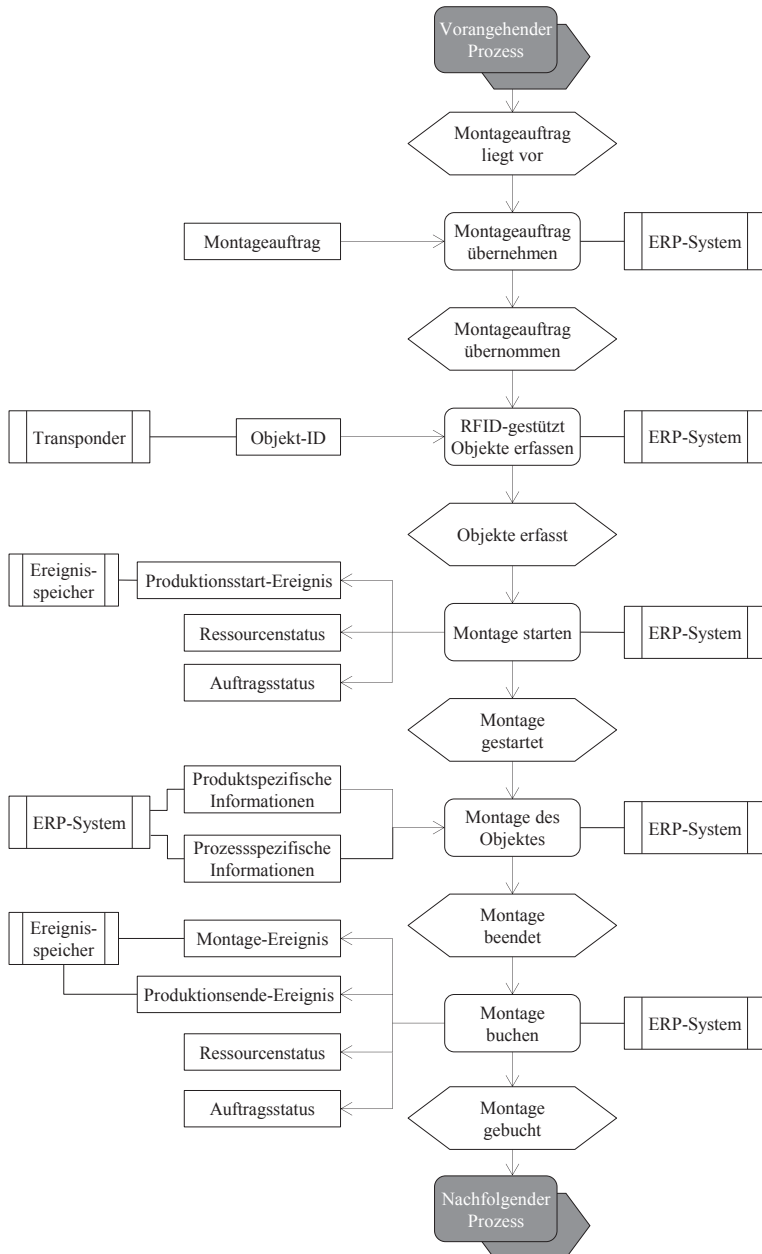 Vorangehender
Prozess
Montageauftrag
liegt vor
Montageauftrag
Montageauftrag
übernehmen
ERP-System
Montageauftrag
übernommen
Transponder
Objekt-ID
RFID-gestützt
Objekte erfassen
ERP-System
Objekte erfasst
Ereignis-
speicher
Produktionsstart-Ereignis
Ressourcenstatus
Auftragsstatus
Montage starten
ERP-System
Montage
gestartet
ERP-System
Produktspezifische
Informationen
Prozessspezifische
Informationen
Montage des
Objektes
ERP-System
Montage
beendet
Ereignis-
speicher
Montage-Ereignis
Produktionsende-Ereignis
Ressourcenstatus
Auftragsstatus
Montage
buchen
ERP-System
Montage
gebucht
Nachfolgender
Prozess